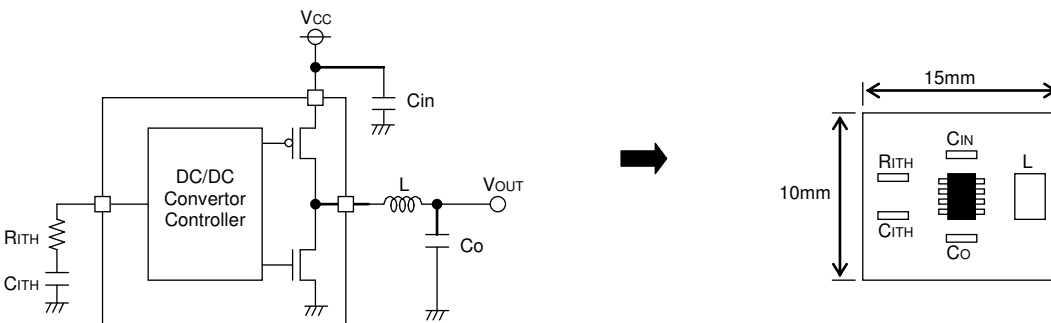 VCC
Cin
DC/DC
Convertor
Controller
L
VOUT
RITH
Co
CITH
15mm
10mm
CIN
RITH
L
CITH
CO